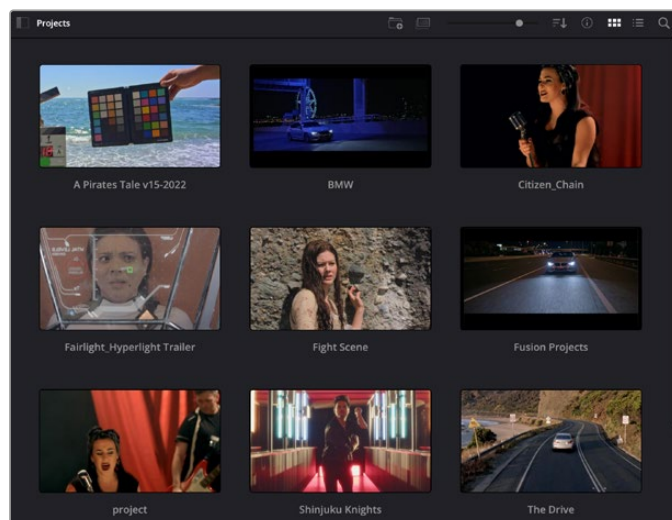 Projects
A Pirates Tale v15-2022
BMW
Citizen_Chain
Fairlight_Hyperlight Trailer
Fight Scene
Fusion Projects
project
Shinjuku Knights
The Drive